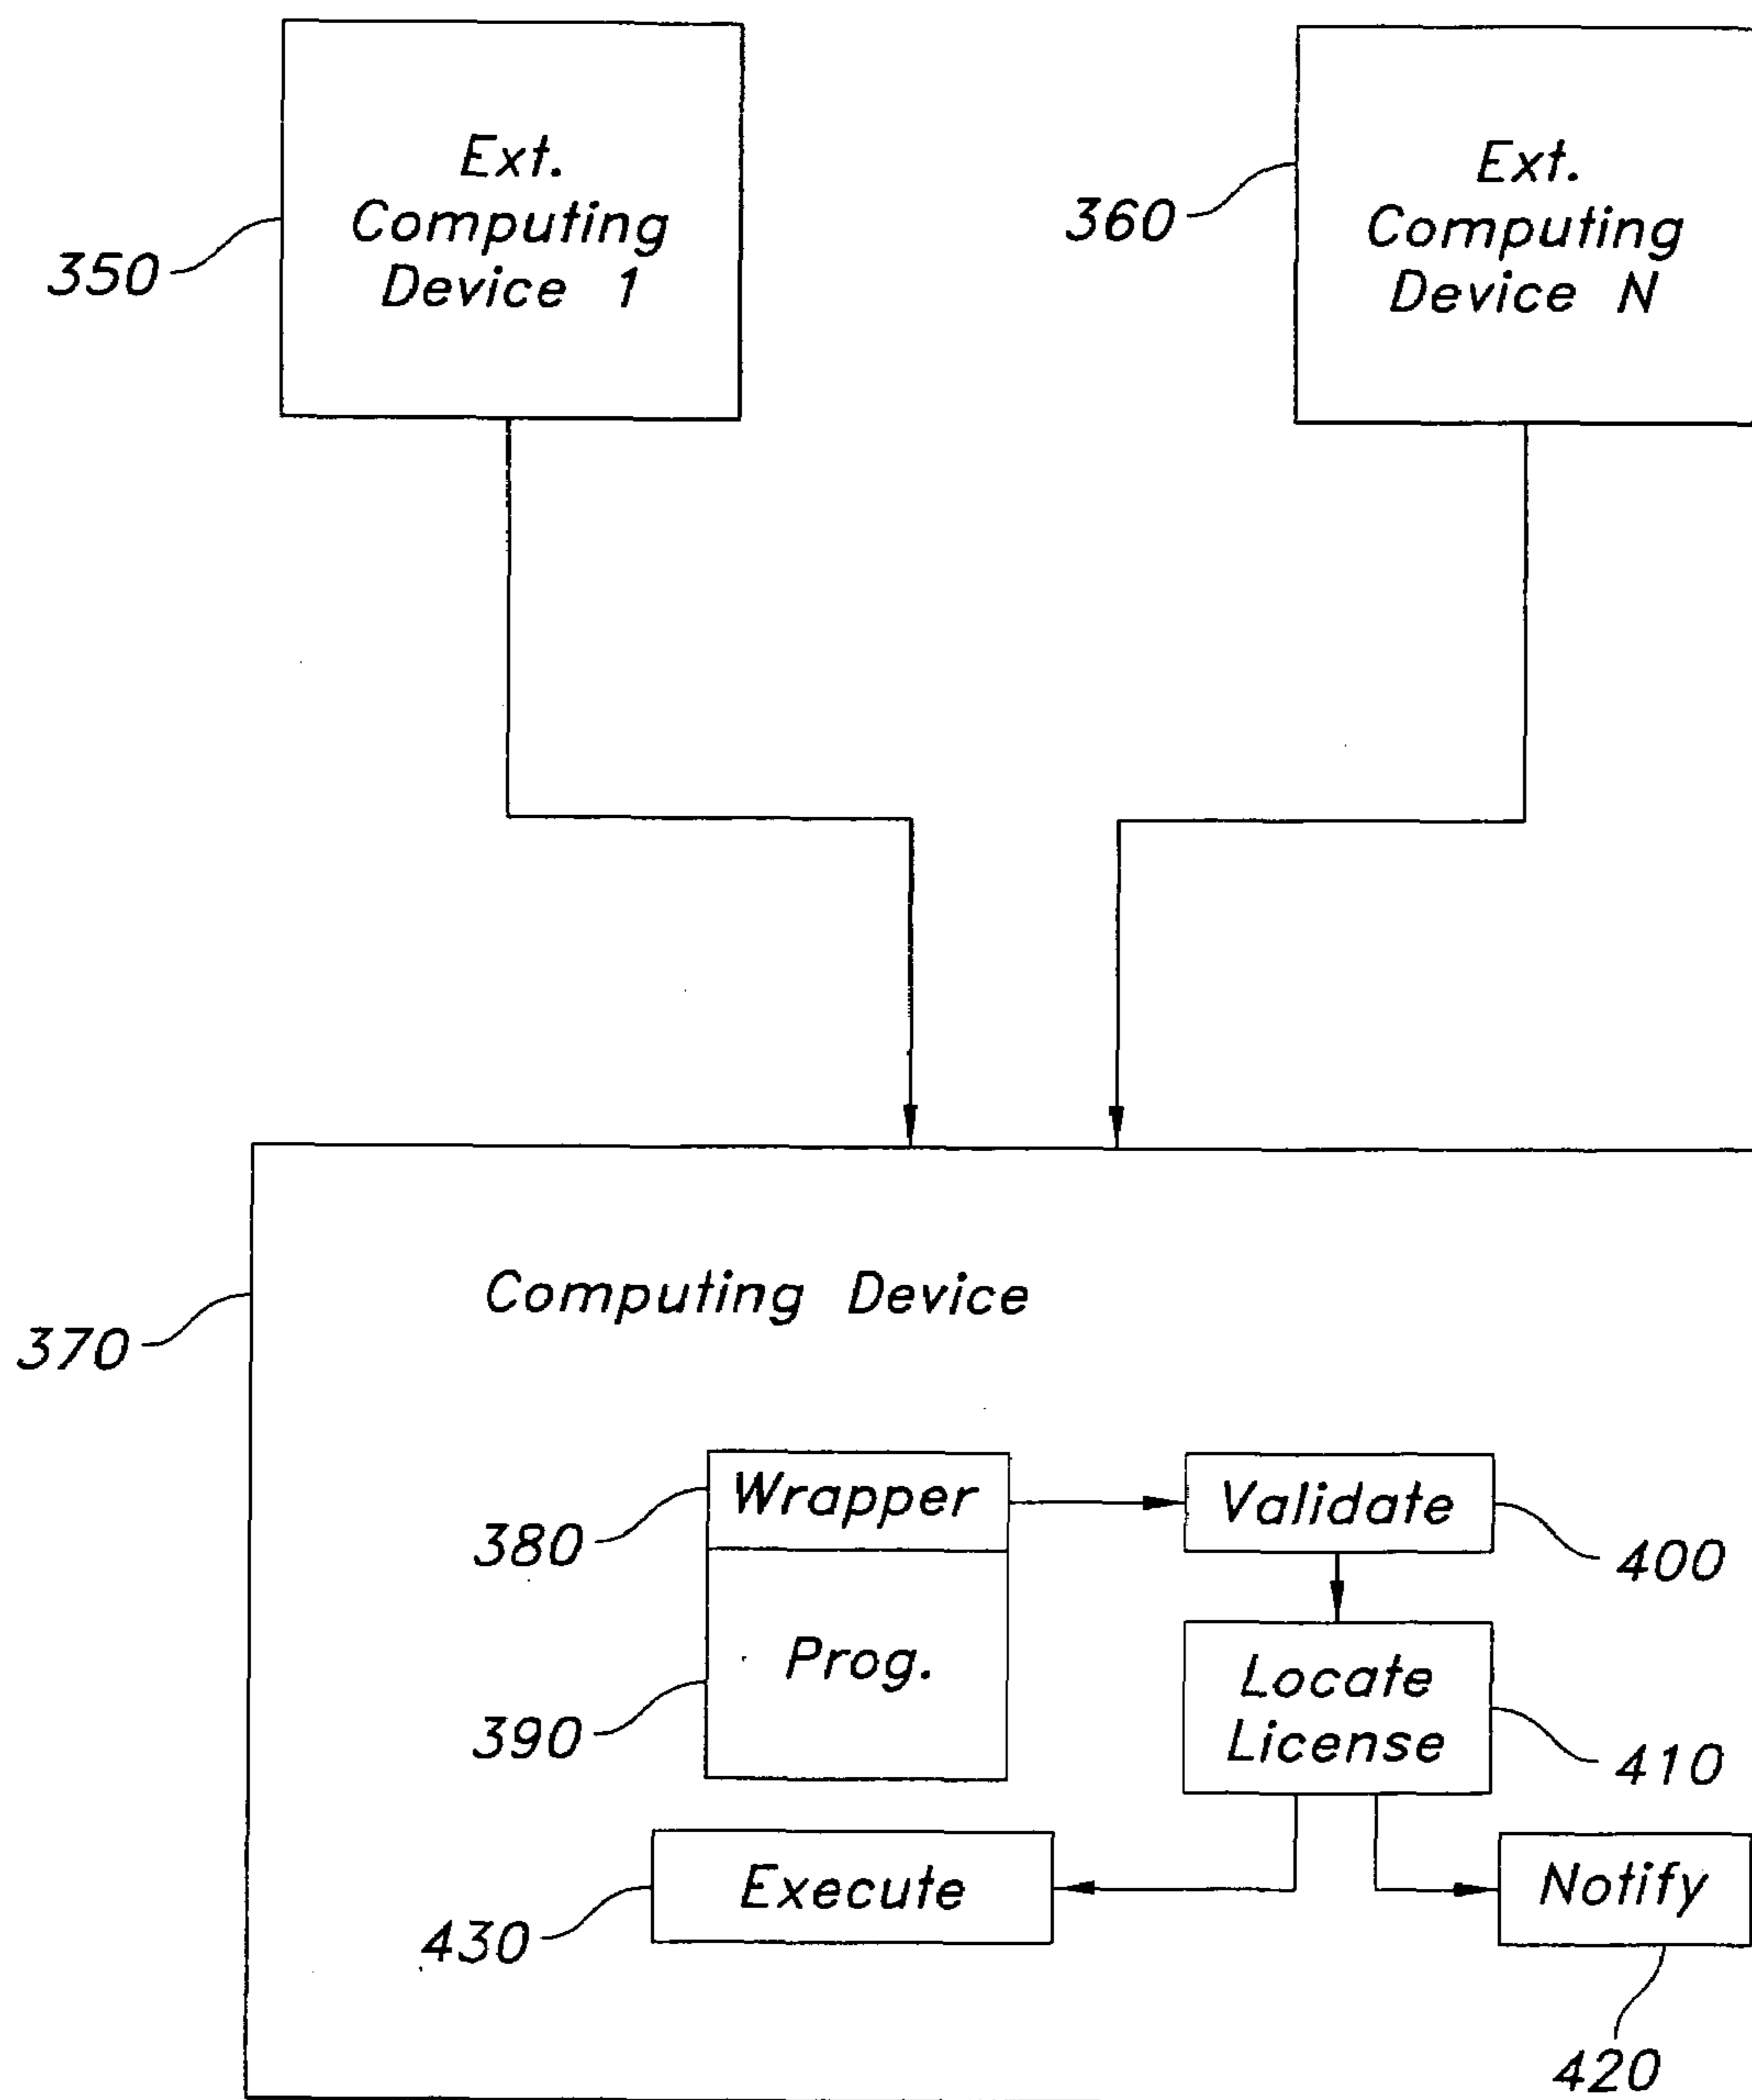 Ext.
Computing
Device 1
350
Ext.
Computing
Device N
360
Computing Device
370
Wrapper
380
Validate
400
Prog.
390
Locate
License
410
Execute
430
Notify
420